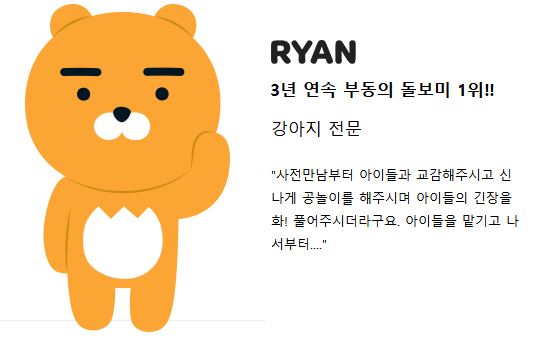 RYAN
3년 연속 부동의 돌보미 1위!!
강아지 전문
"사전만남부터 아이들과 교감해주시고 신
나게 공놀이를 해주시며 아이들의 긴장을
화! 풀어주시더라구요. 아이들을 맡기고 나
서부터...."